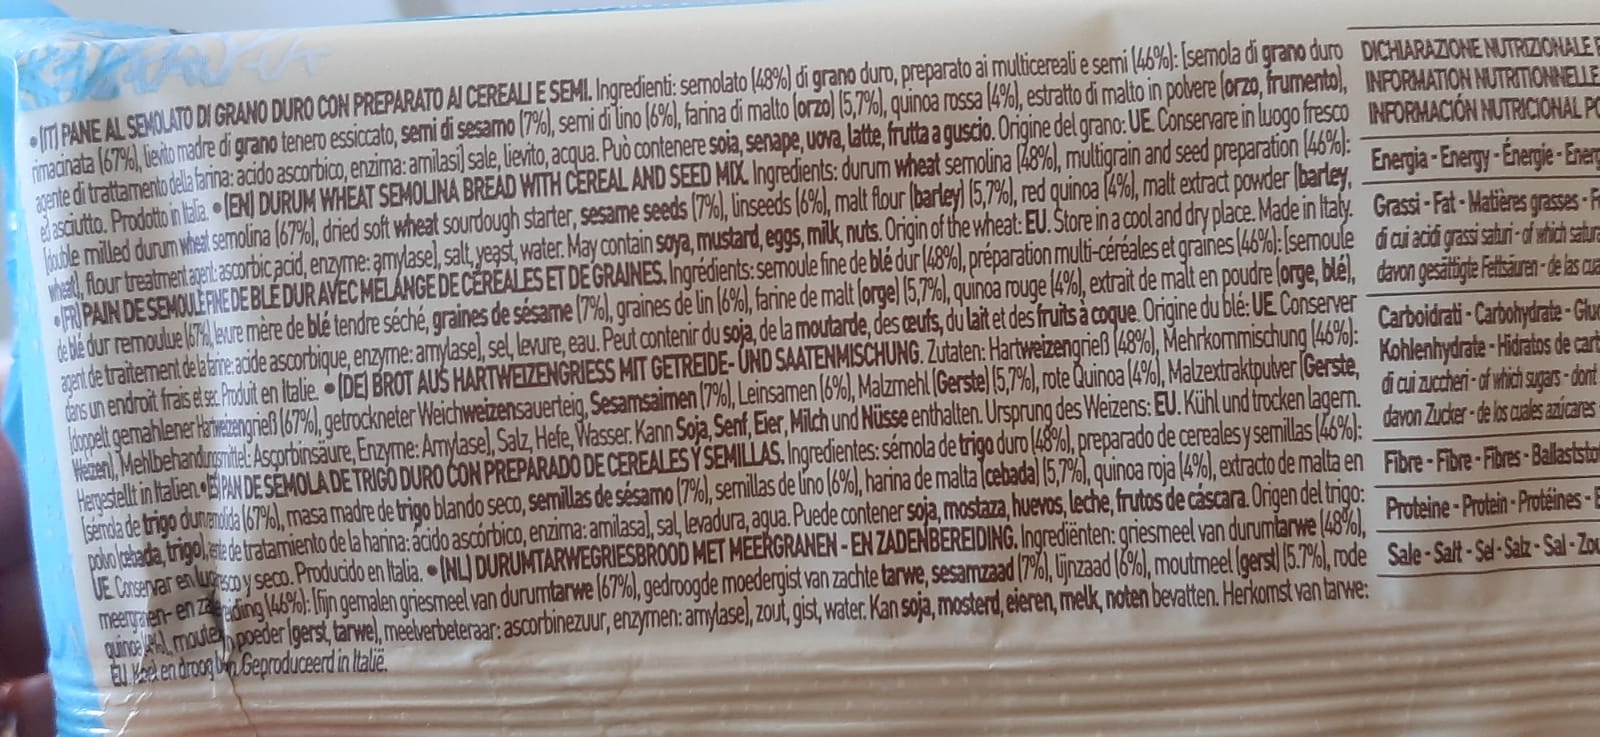 • (IT) PANE AL SEMOLATO DI GRANO DURO CON PREPARATO AI CEREALI E SEMI. Ingredienti: semolato (48%) di grano duro, preparato ai multicereali e semi (46%): [semola di grano duro
rimacinata (67%), lievito madre di grano tenero essiccato, semi di sesamo (7%), semi di lino (6%), farina di malto (orzo) (5,7%), quinoa rossa (4%), estratto di malto in polvere (orzo, frumento),
agente di trattamento della farina: acido ascorbico, enzima: amilasi] sale, lievito, acqua. Può contenere soia, senape, uova, latte, frutta a guscio. Origine del grano: UE. Conservare in luogo fresco
ed asciutto. Prodotto in Italia. • (EN) DURUM WHEAT SEMOLINA BREAD WITH CEREAL AND SEED MIX. Ingredients: durum wheat semolina (48%), multigrain and seed preparation (46%):
[double milled durum wheat semolina (67%), dried soft wheat sourdough starter, sesame seeds (7%), linseeds (6%), malt flour (barley) (5,7%), red quinoa (4%), malt extract powder (barley,
wheat), flour treatment agent: ascorbic acid, enzyme: amylase], salt, yeast, water. May contain soya, mustard, eggs, milk, nuts. Origin of the wheat: EU. Store in a cool and dry place. Made in Italy.
• (FR) PAIN DE SEMOULE FINE DE BLÉ DUR AVEC MÉLANGE DE CÉRÉALES ET DE GRAINES. Ingrédients: semoule fine de blé dur (48%), préparation multi-céréales et graines (46%): [semoule
de blé dur remoulue (67%), levure mère de blé tendre séché, graines de sésame (7%), graines de lin (6%), farine de malt (orge) (5,7%), quinoa rouge (4%), extrait de malt en poudre (orge, blé),
agent de traitement de la farine: acide ascorbique, enzyme: amylase], sel, levure, eau. Peut contenir du soja, de la moutarde, des œufs, du lait et des fruits à coque. Origine du blé: UE. Conserver
dans un endroit frais et sec. Produit en Italie. • (DE) BROT AUS HARTWEIZENGRIESS MIT GETREIDE- UND SAATENMISCHUNG. Zutaten: Hartweizengrieß (48%), Mehrkornmischung (46%):
[doppelt gemahlener Hartweizengrieß (67%), getrockneter Weichweizensauerteig, Sesamsaimen (7%), Leinsamen (6%), Malzmehl (Gerste) (5,7%), rote Quinoa (4%), Malzextraktpulver (Gerste,
Weizen), Mehlbehandlungsmittel: Ascorbinsäure, Enzyme: Amylase], Salz, Hefe, Wasser. Kann Soja, Senf, Eier, Milch und Nüsse enthalten. Ursprung des Weizens: EU. Kühl und trocken lagern.
Hergestellt in Italien. • (E) PAN DE SEMOLA DE TRIGO DURO CON PREPARADO DE CEREALES Y SEMILLAS. Ingredientes: sémola de trigo duro (48%), preparado de cereales y semillas (46%):
[sémola de trigo duro (67%), masa madre de trigo blando seco, semillas de sésamo (7%), semillas de lino (6%), harina de malta (cebada) (5,7%), quinoa roja (4%), extracto de malta en
polvo (cebada, trigo), de tratamiento de la harina: ácido ascórbico, enzima: amilasa], sal, levadura, agua. Puede contener soja, mostaza, huevos, leche, frutos de cáscara. Origen del trigo:
UE. Conservar en y seco. Producido en Italia. • (NL) DURUMTARWEGRIESBROOD MET MEERGRANEN- EN ZADENBEREIDING. Ingrediënten: griesmeel van durumtarwe (48%),
meergranen- en (46%): [fijn gemalen griesmeel van durumtarwe (67%), gedroogde moedergist van zachte tarwe, sesamzaad (7%), lijnzaad (6%), moutmeel (gerst) (5.7%), rode
quinoa (4%), poeder (gerst, tarwe), meelverbeteraar: ascorbinezuur, enzymen: amylase], zout, gist, water. Kan soja, mosterd, eieren, melk, noten bevatten. Herkomst van tarwe:
EU. Koel en droog Geproduceerd in Italië.
DICHIARAZIONE NUTRIZIONALE
INFORMATION NUTRITIONNELLE
INFORMACIÓN NUTRICIONAL
Energia - Energy - Énergie -
Grassi - Fat - Matières grasses -
di cui acidi grassi saturi - of which
davon gesättigte Fettsäuren - de las
Carboidrati - Carbohydrate -
Kohlenhydrate - Hidratos de
di cui zuccheri - of which sugars - dont
davon Zucker - de los cuales azúcares
Fibre - Fibre - Fibres -
Proteine - Protein - Protéines -
Sale - Salt - Sel - Salz - Sal -